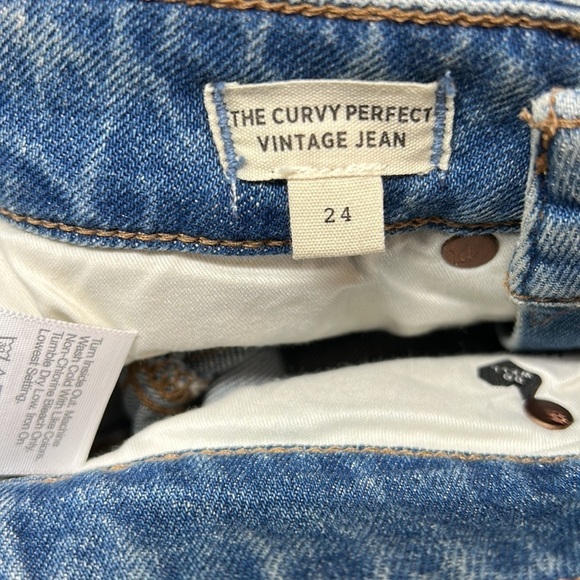 THE CURVY PERFECT
VINTAGE JEAN
24
Turn Inside Out. Machine
Wash Cold With Like Colors.
Non-Chlorine Bleach Only.
Tumble Dry Low. Iron On
Lowest Setting.